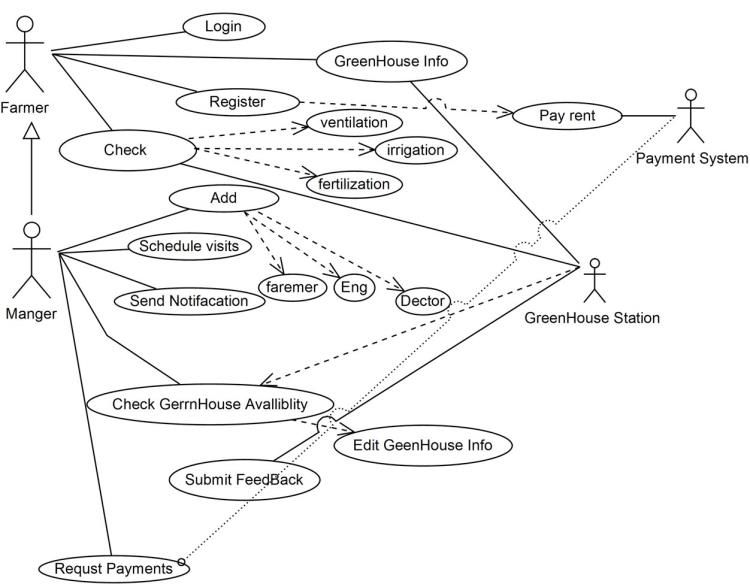 Login
GreenHouse Info
Farmer
Register
Pay rent
Payment System
ventilation
Check
irrigation
fertilization
Add
Schedule visits
Manger
Send Notifacation
faremer
Eng
Dector
GreenHouse Station
Check GerrnHouse Avalliblity
Edit GeenHouse Info
Submit FeedBack
Requst Payments